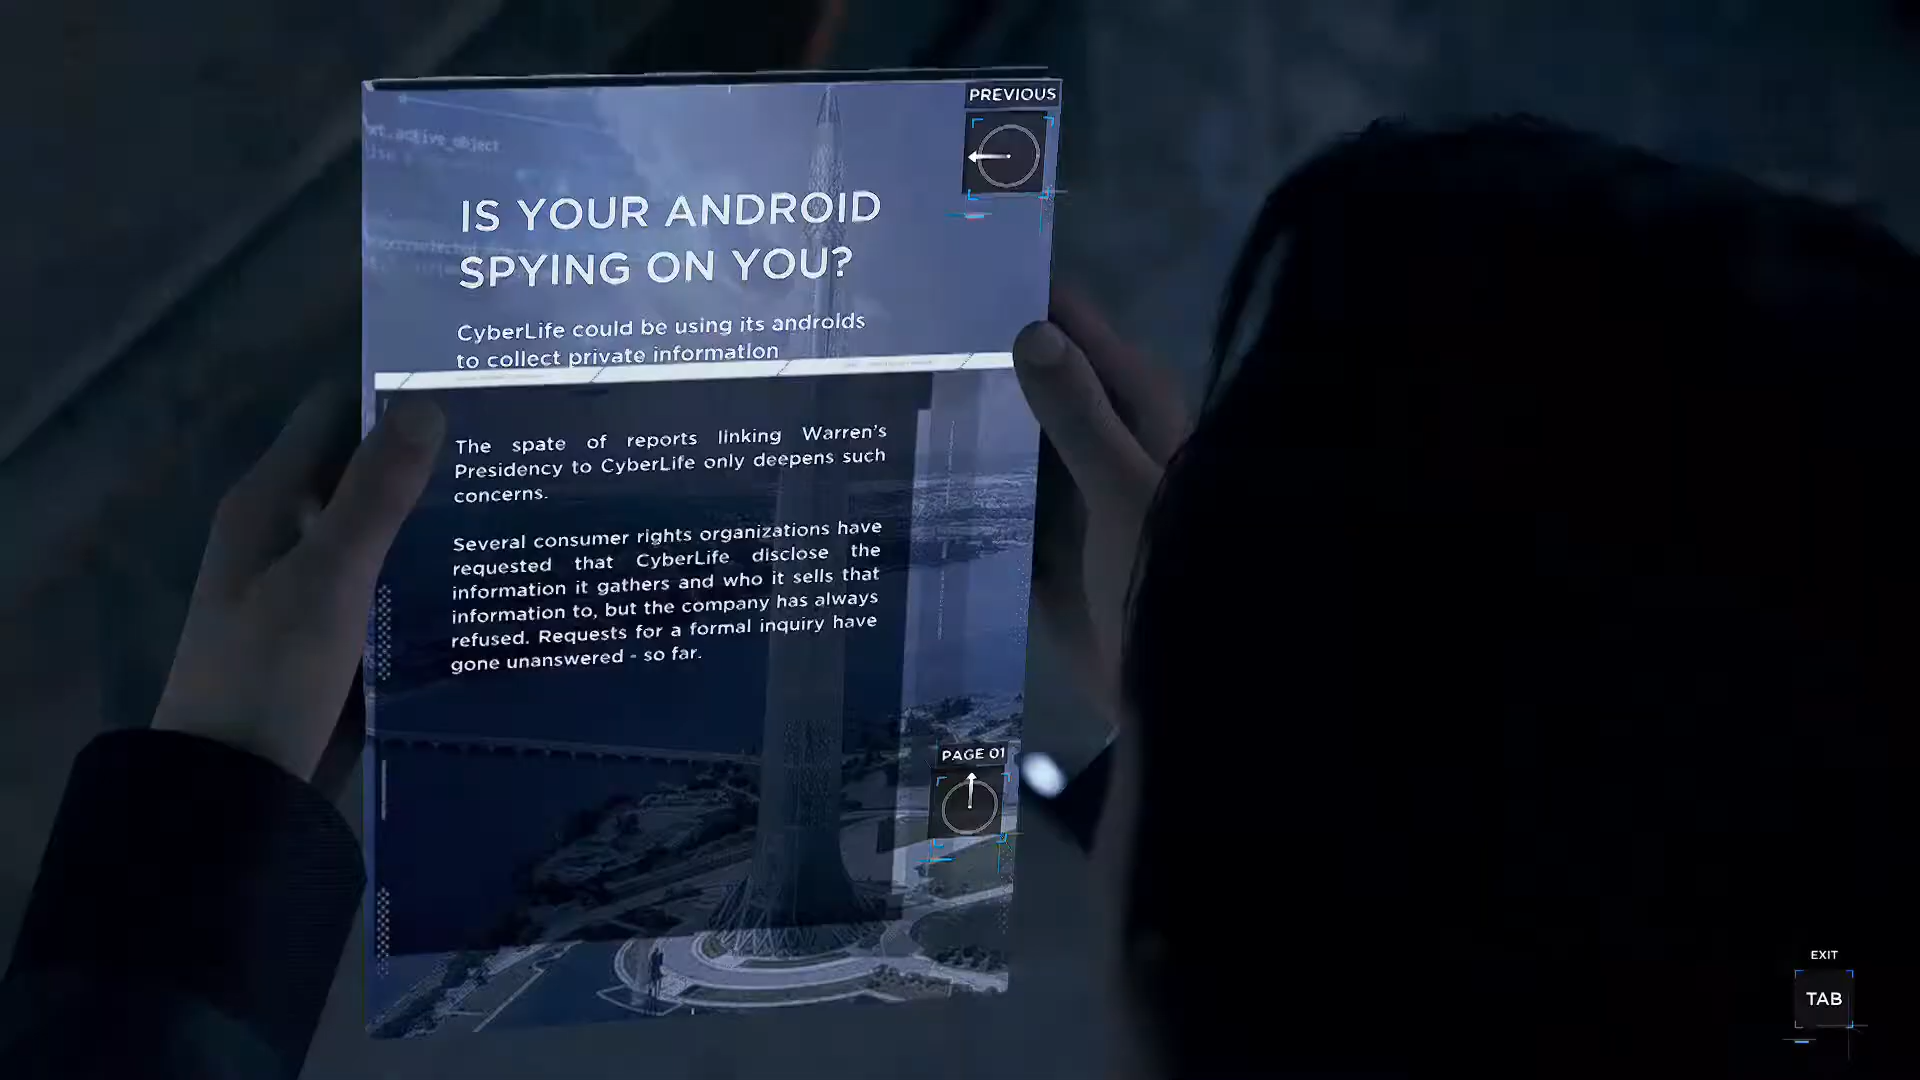 PREVIOUS
xt.active_object
IS YOUR ANDROID
SPYING ON YOU?
CyberLife could be using its androids
to collect private information
The spate of reports linking Warren's
Presidency to CyberLife only deepens such
concerns.
Several consumer rights organizations have
requested that CyberLife disclose the
information it gathers and who it sells that
information to, but the company has always
refused. Requests for a formal inquiry have
gone unanswered - so far.
PAGE 01
EXIT
TAB